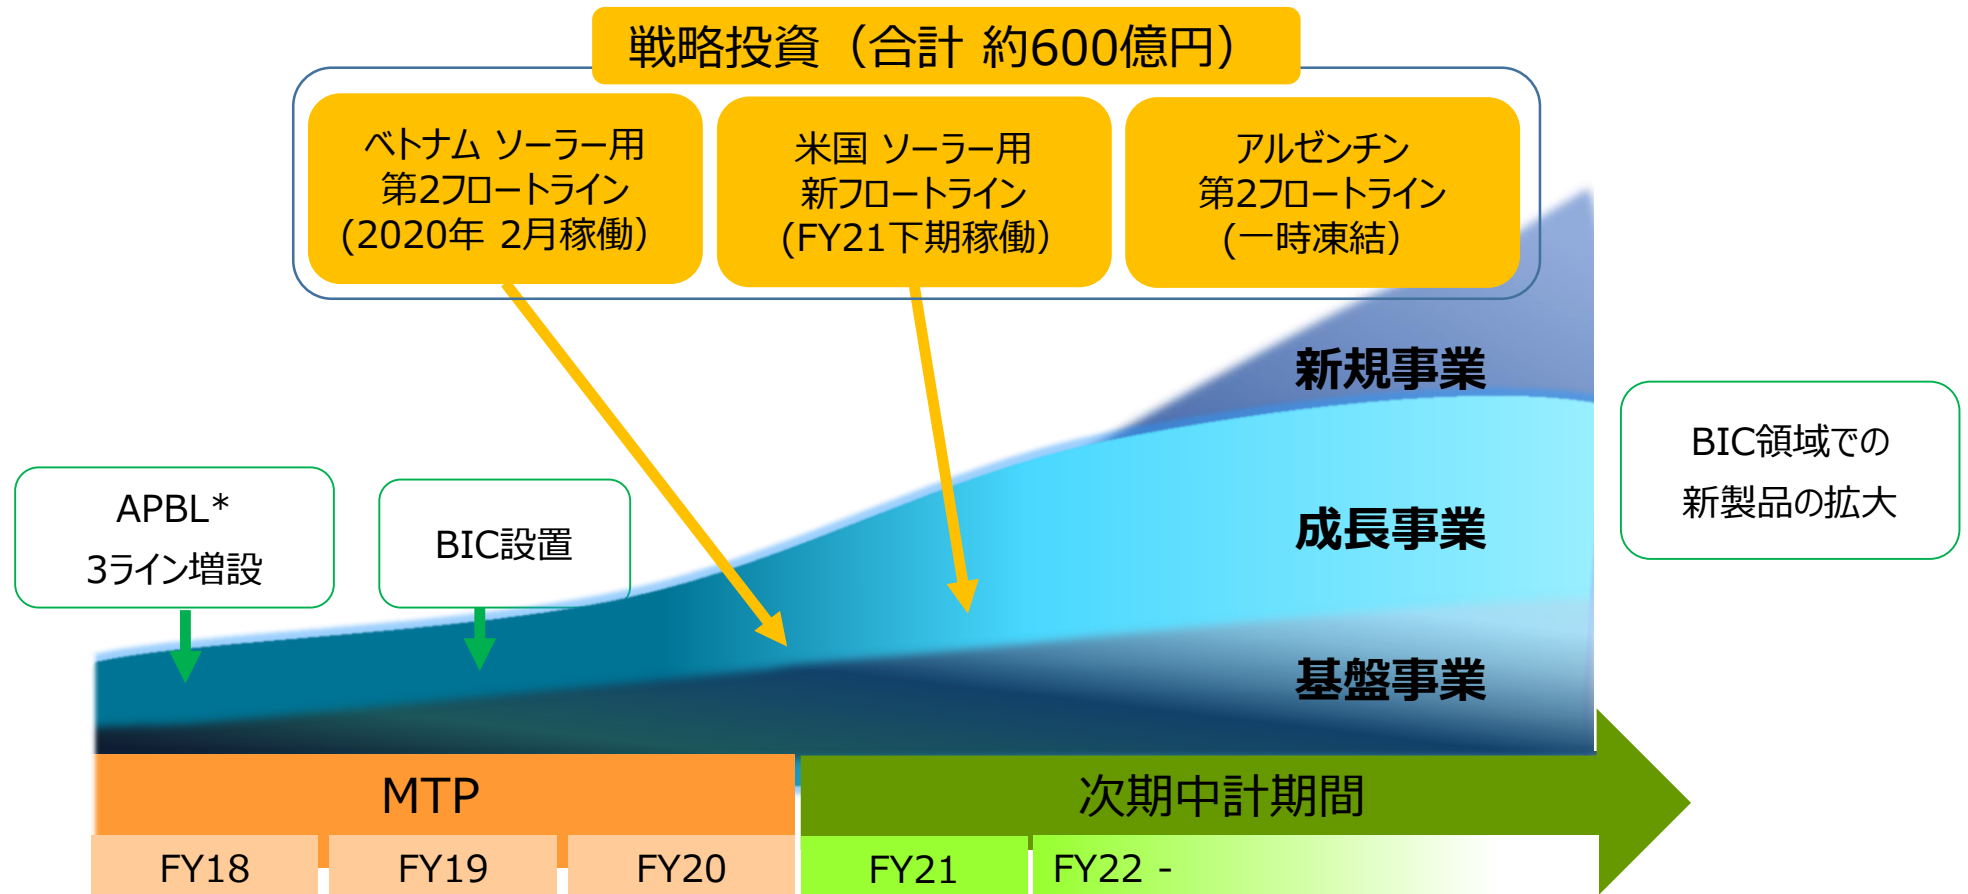 戦略投資（合計 約600億円）
ベトナム ソーラー用
第2フロートライン
(2020年 2月稼働）
米国 ソーラー用
新フロートライン
(FY21下期稼働）
アルゼンチン
第2フロートライン
(一時凍結）
新規事業
成長事業
基盤事業
APBL*
3ライン増設
BIC設置
BIC領域での
新製品の拡大
MTP
次期中計期間
FY18
FY19
FY20
FY21
FY22 -